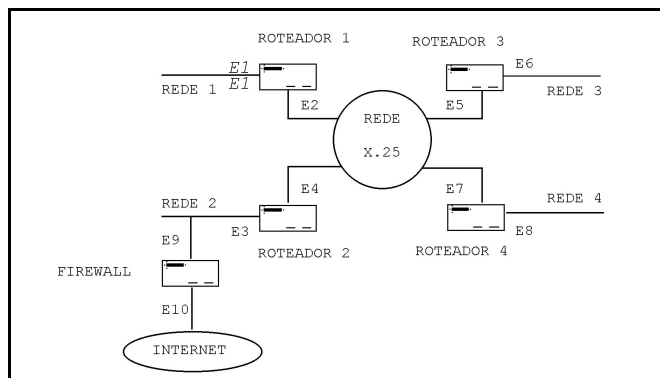 ROTEADOR 1
ROTEADOR 3
E1
E1
E6
REDE 1
REDE 3
E2
E5
REDE
X.25
E4
E7
REDE 2
REDE 4
E3
E8
E9
ROTEADOR 2
ROTEADOR 4
FIREWALL
E10
INTERNET